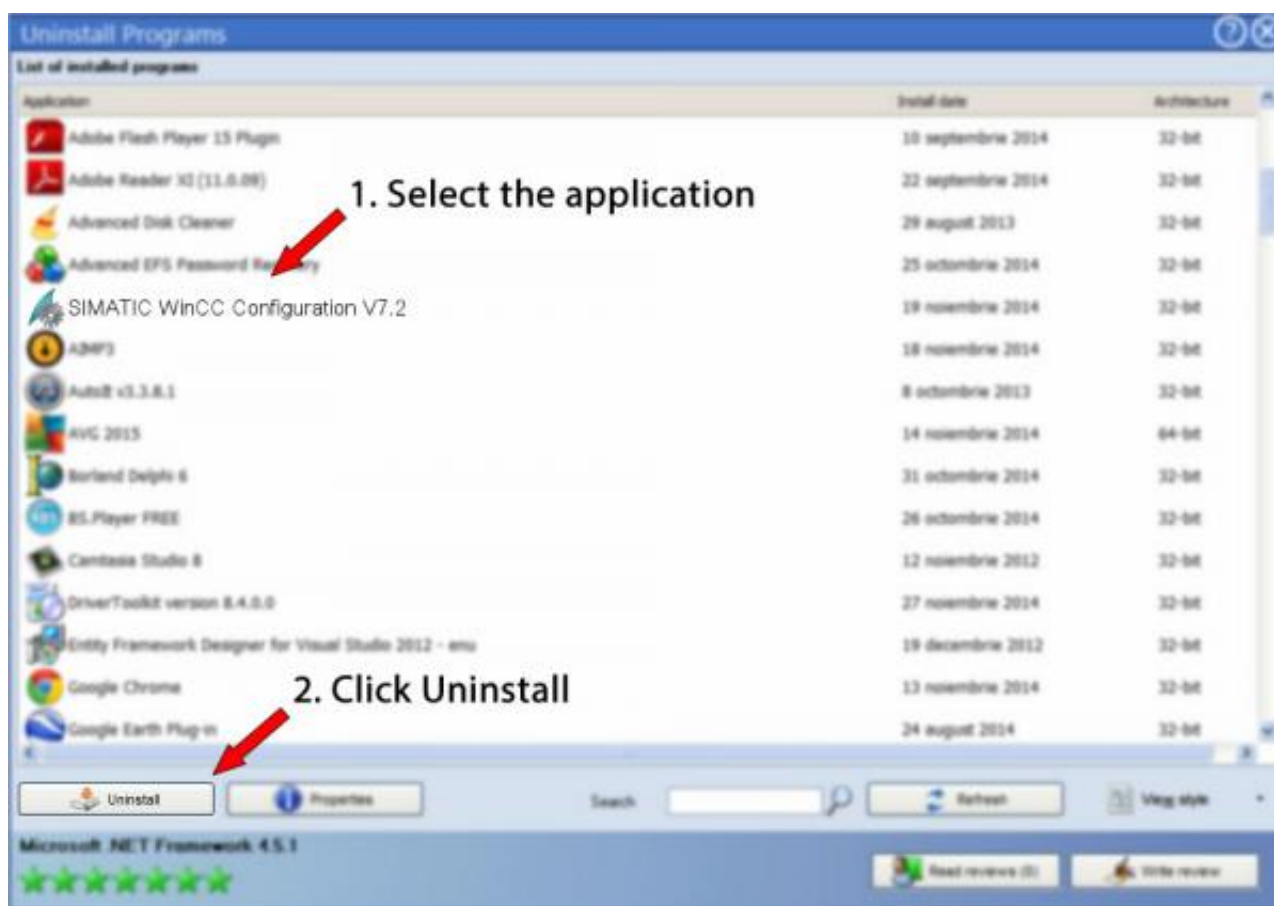 Uninstall Programs
List of installed programs
Application Install date Architecture
Adobe Flash Player 15 Plugin 10 septembrie 2014 32-bit
Adobe Reader XI (11.0.09) 22 septembrie 2014 32-bit
1. Select the application
Advanced Disk Cleaner 29 august 2013 32-bit
Advanced EFS Password Recovery 25 octombrie 2014 32-bit
SIMATIC WinCC Configuration V7.2 19 noiembrie 2014 32-bit
AIMP3 18 noiembrie 2014 32-bit
AutoIt v3.3.8.1 8 octombrie 2013 32-bit
AVG 2015 14 noiembrie 2014 64-bit
Borland Delphi 6 31 octombrie 2014 32-bit
BS.Player FREE 26 octombrie 2014 32-bit
Camtasia Studio 8 12 noiembrie 2012 32-bit
DriverToolkit version 8.4.0.0 27 noiembrie 2014 32-bit
Entity Framework Designer for Visual Studio 2012 - enu 19 decembrie 2012 32-bit
Google Chrome 13 noiembrie 2014 32-bit
2. Click Uninstall
Google Earth Plug-in 24 august 2014 32-bit
Uninstall Properties Search Refresh View style
Microsoft .NET Framework 4.5.1
Read reviews (0) Write review